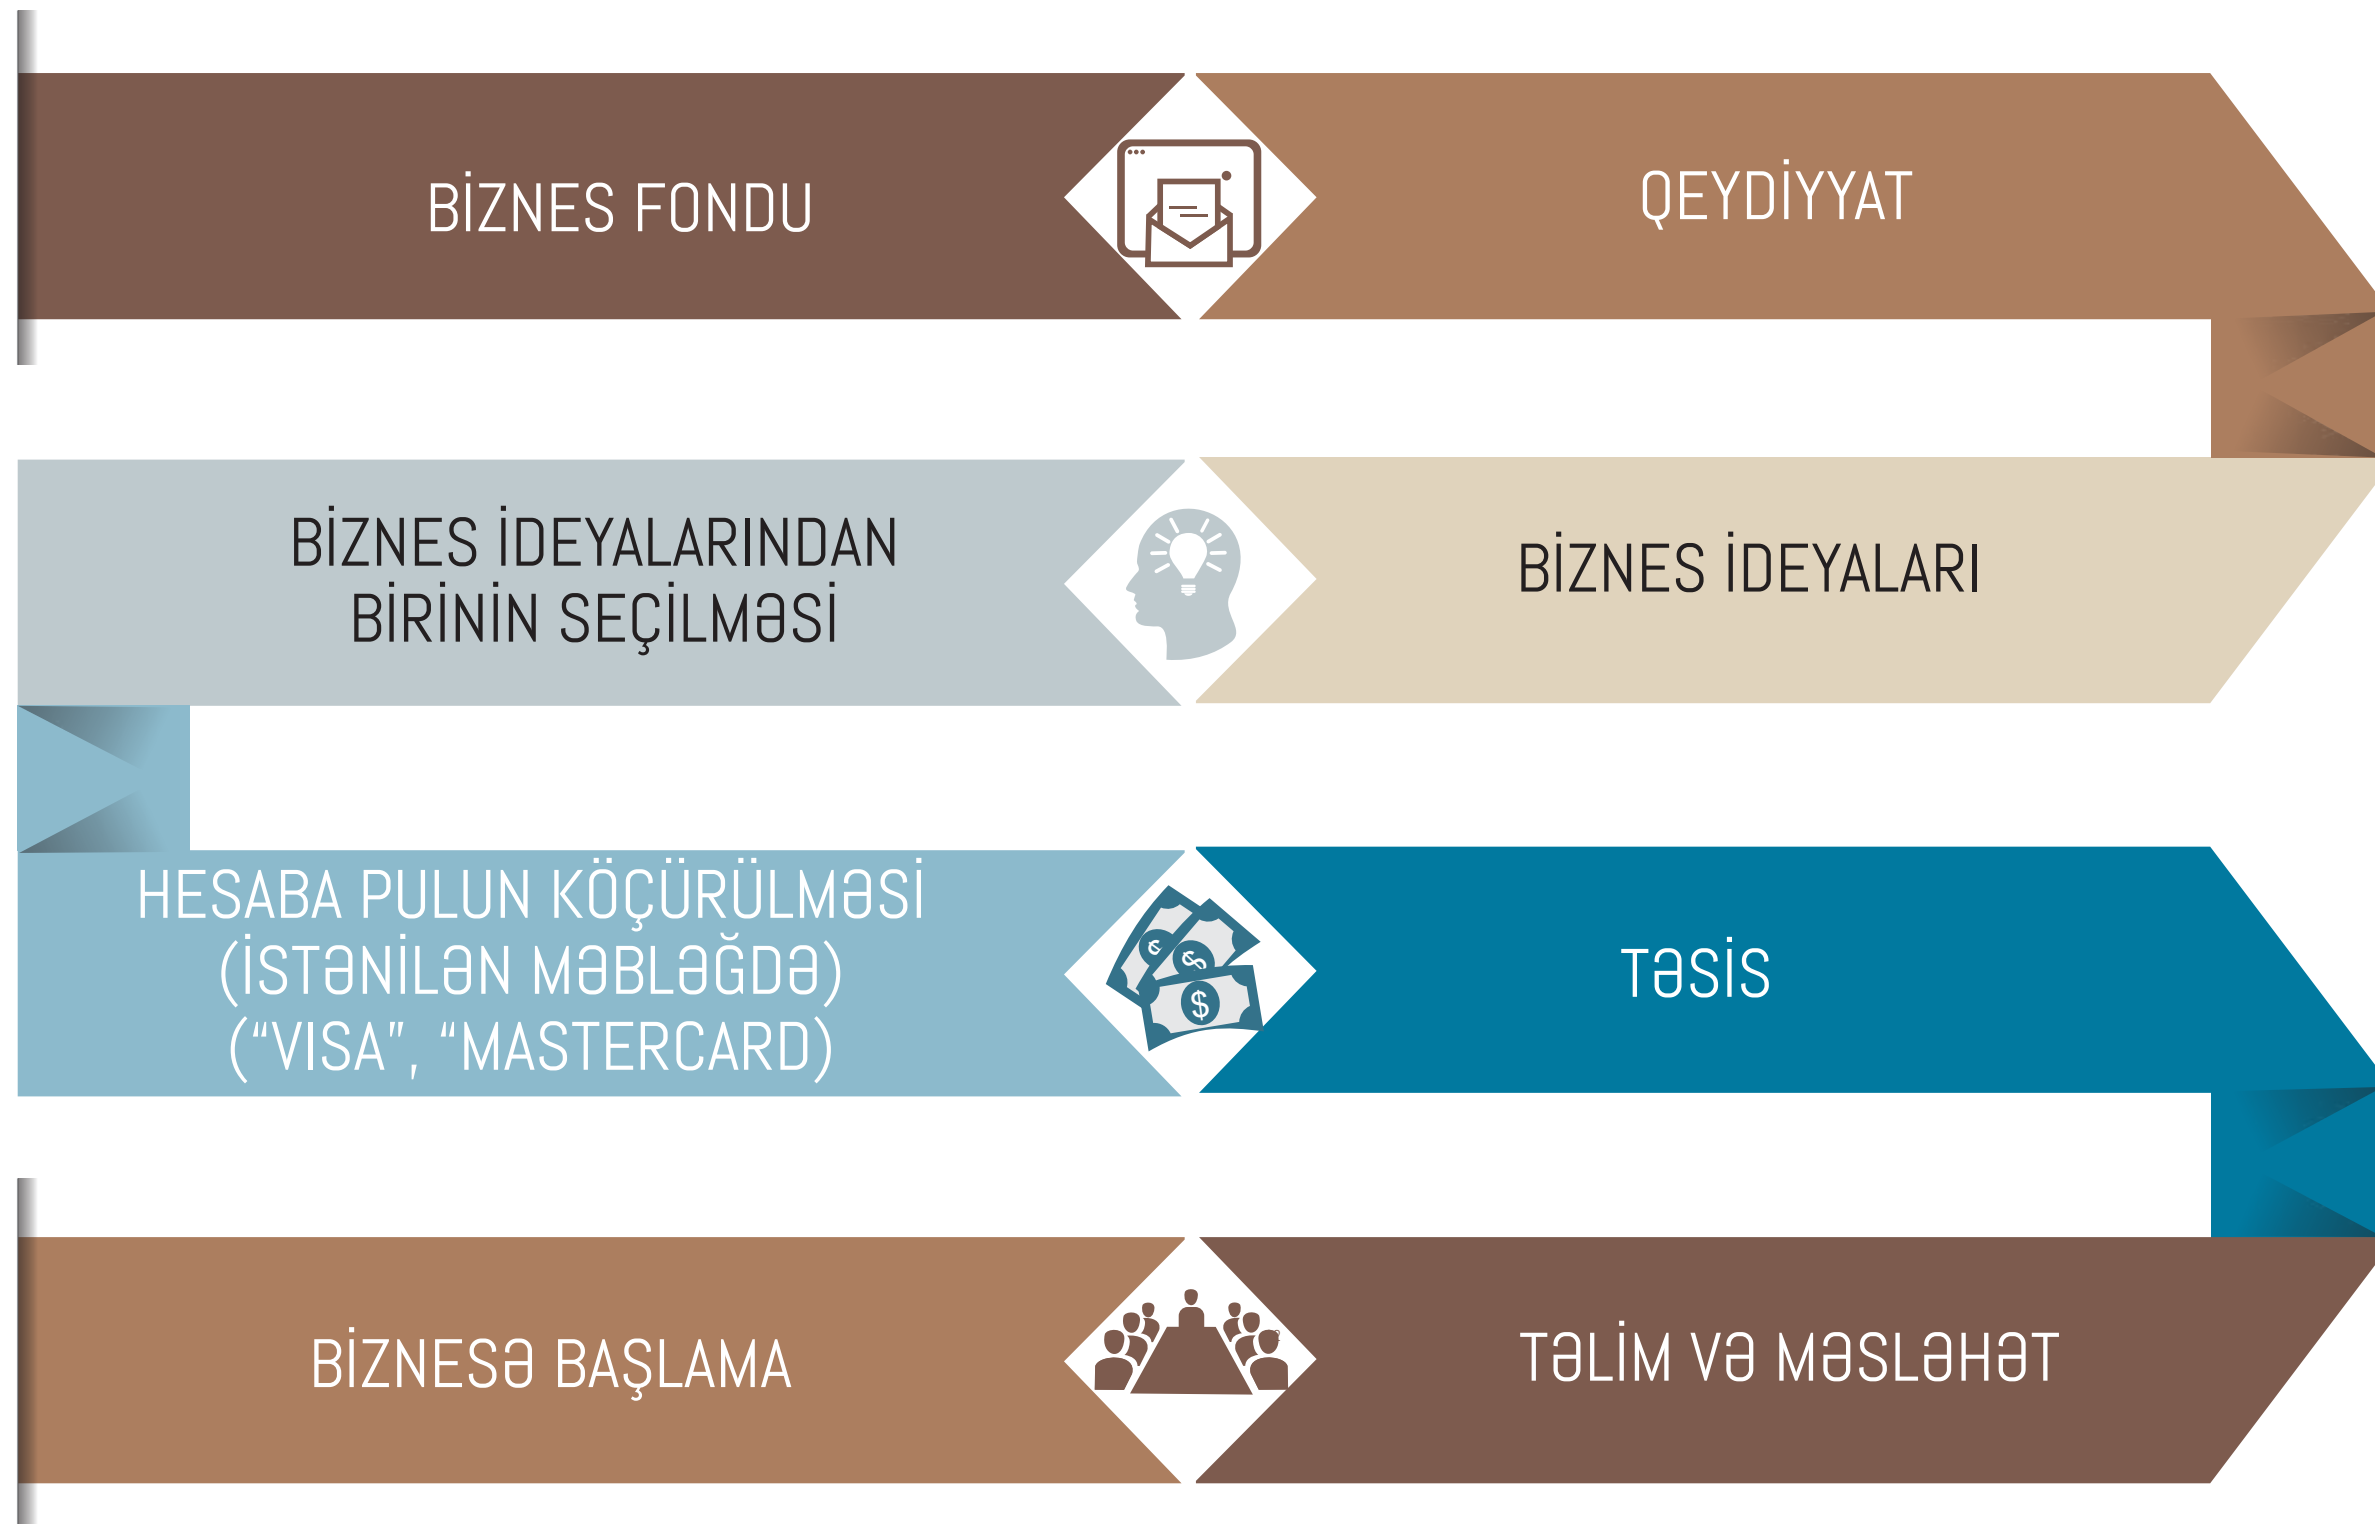 BİZNES FONDU
QEYDİYYAT
BİZNES İDEYALARINDAN
BİRİNİN SEÇİLMƏSİ
BİZNES İDEYALARI
HESABA PULUN KÖÇÜRÜLMƏSİ
(İSTƏNİLƏN MƏBLƏĞDƏ)
(“VISA”, “MASTERCARD)
TƏSİS
BİZNESƏ BAŞLAMA
TƏLİM VƏ MƏSLƏHƏT